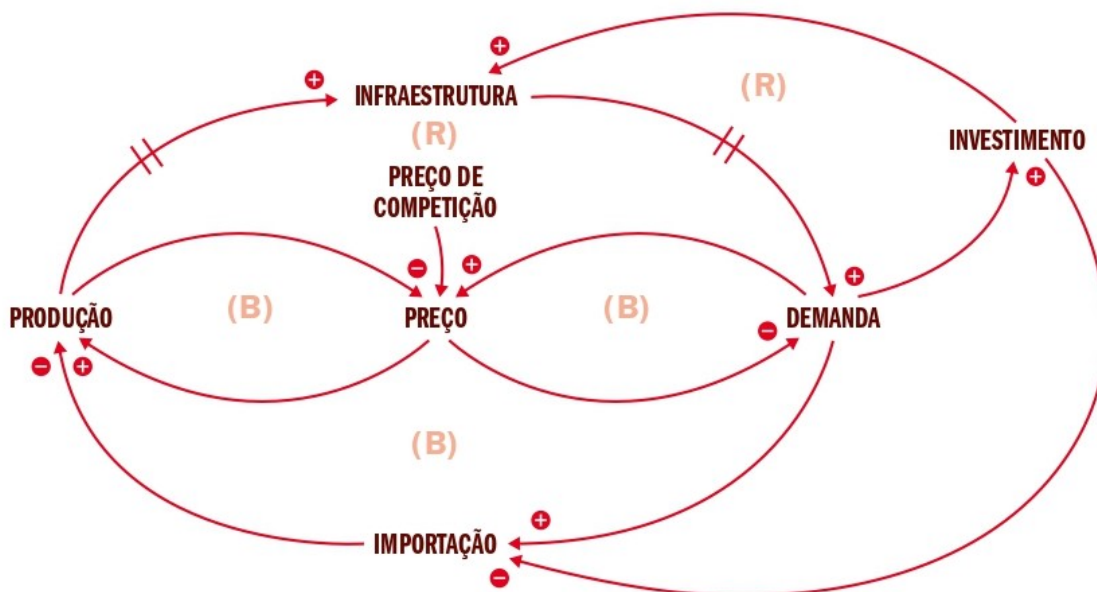 +
+
INFRAESTRUTURA
(R)
(R)
INVESTIMENTO
+
PREÇO DE
COMPETIÇÃO
− +
+
PRODUÇÃO
(B)
PREÇO
(B)
− DEMANDA
− +
(B)
+
IMPORTAÇÃO
−